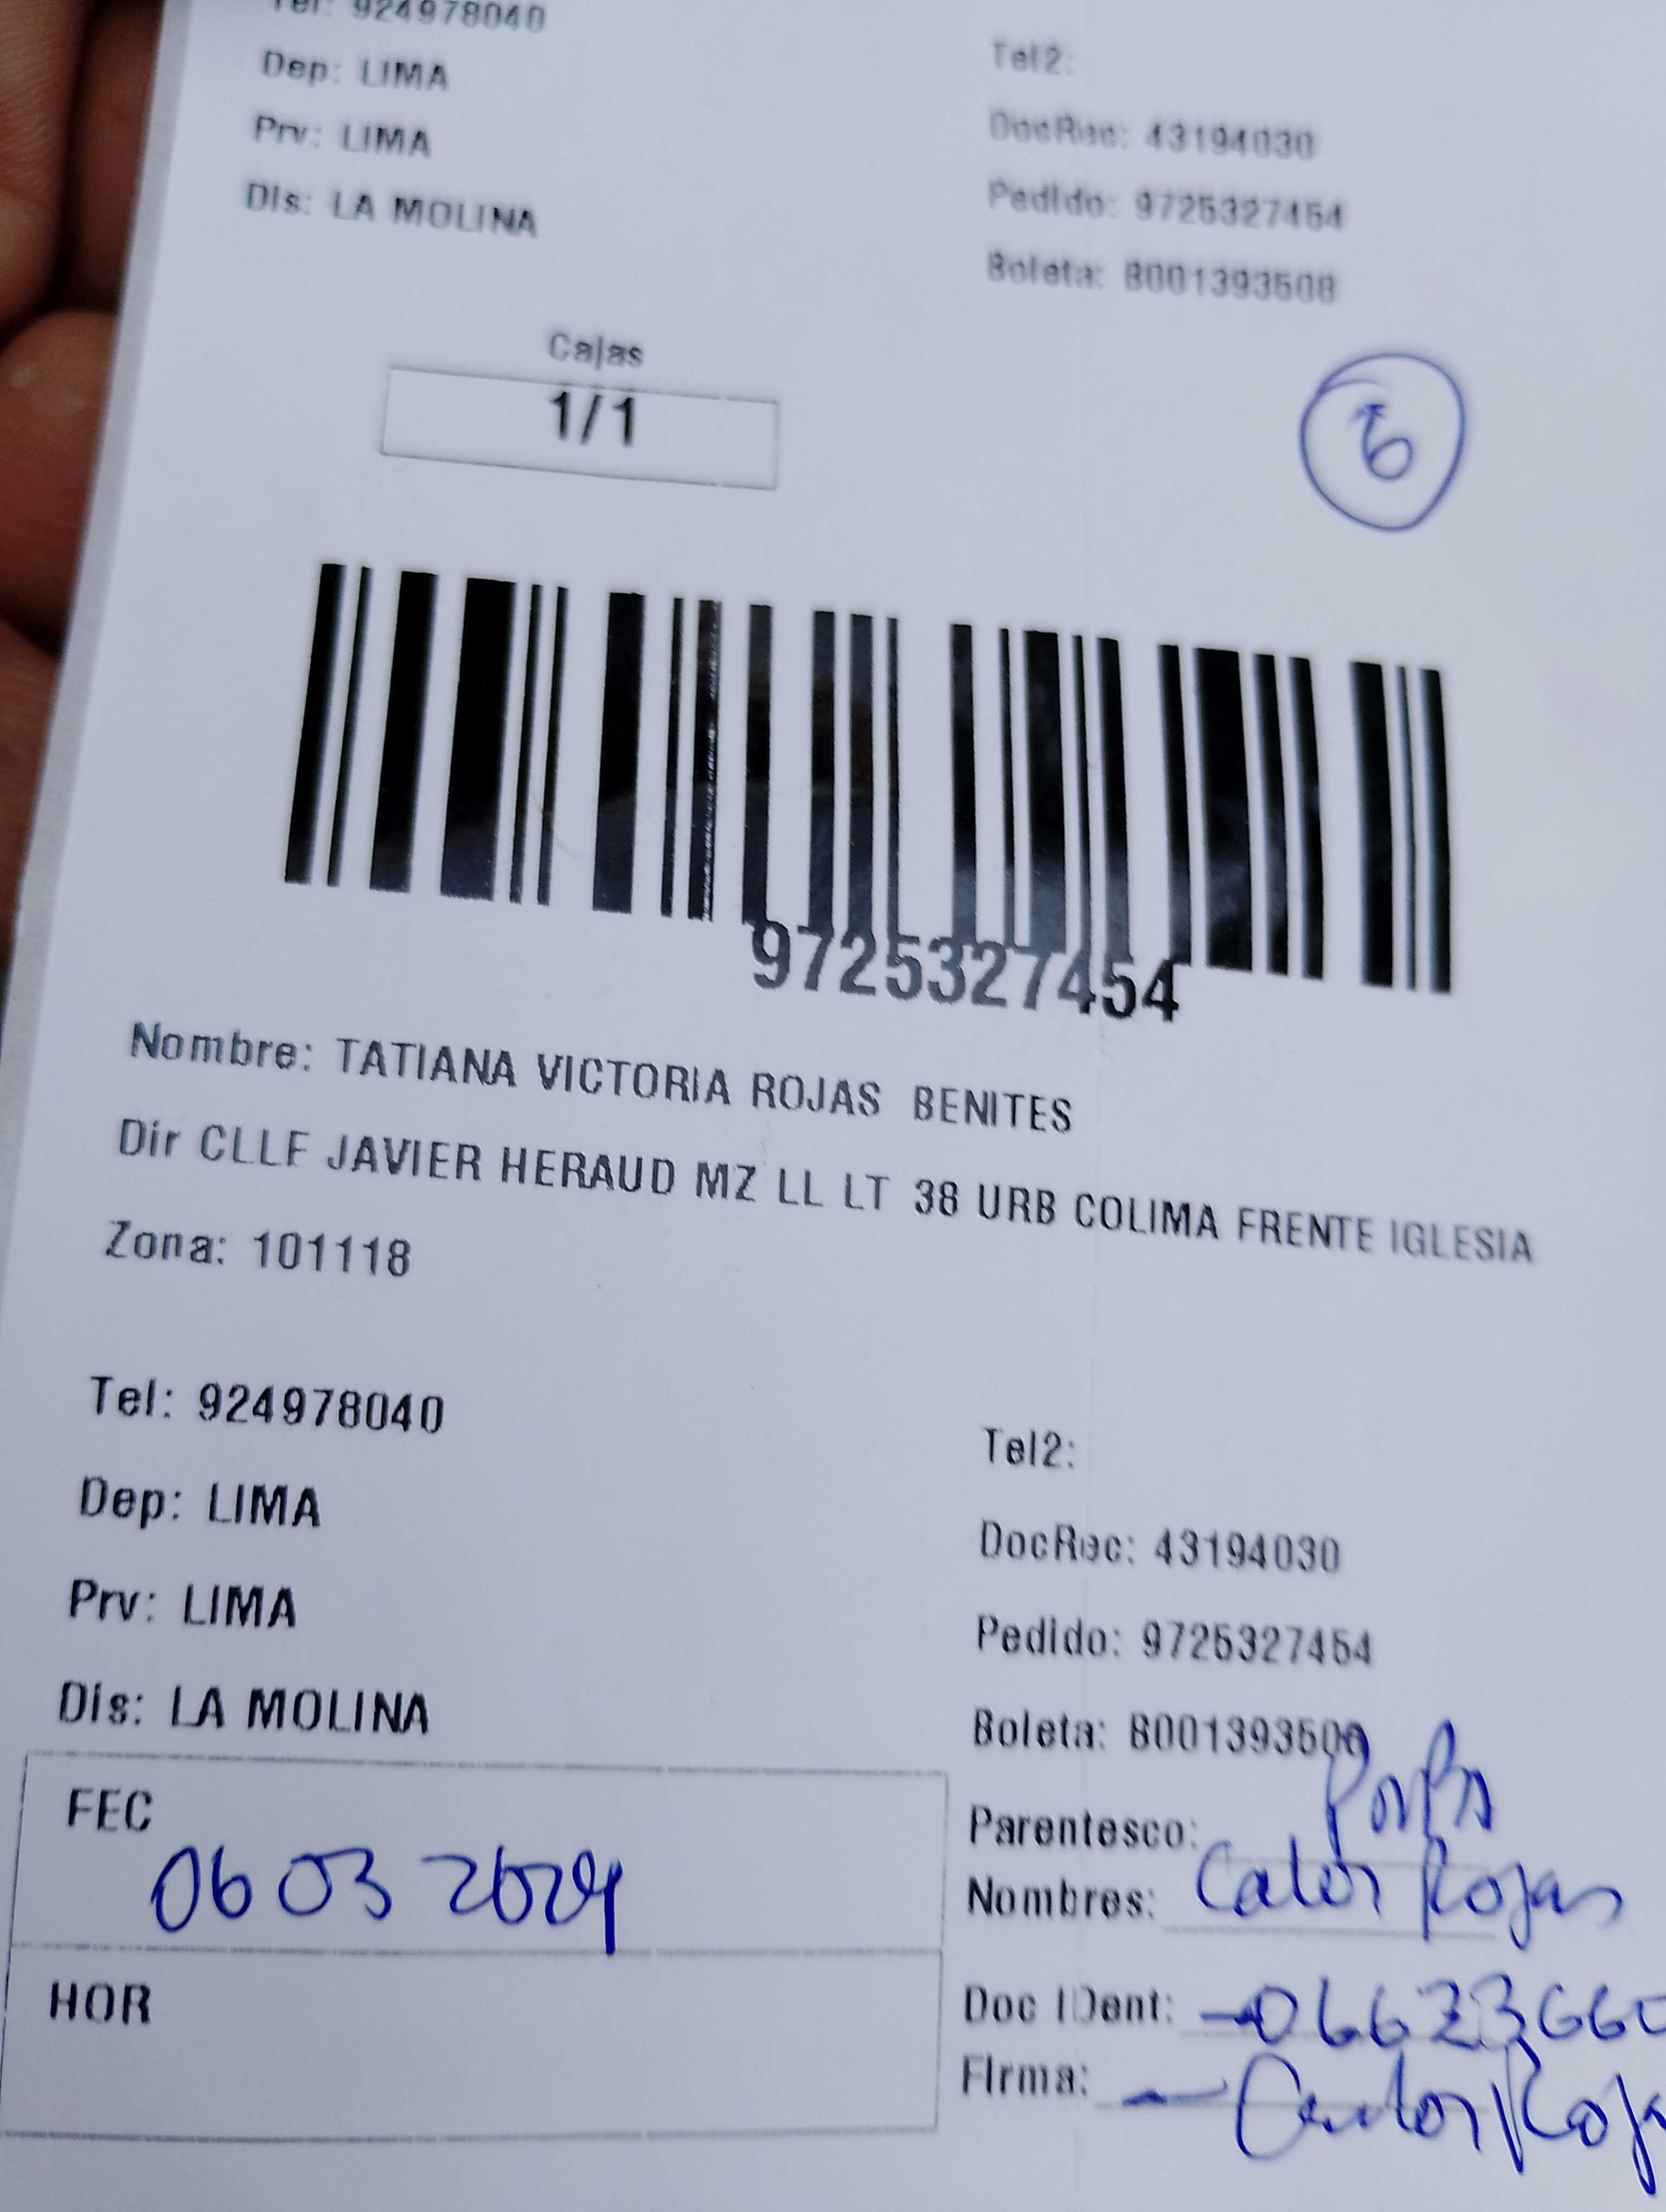 Tel: 924978040
Dep: LIMA
Prv: LIMA
Dis: LA MOLINA
Tel2:
DocRec: 43194030
Pedido: 9725327454
Boleta: B001393508
Cajas
1/1
6
9725327454
Nombre: TATIANA VICTORIA ROJAS BENITES
Dir CLLF JAVIER HERAUD MZ LL LT 38 URB COLIMA FRENTE IGLESIA
Zona: 101118
Tel: 924978040
Dep: LIMA
Prv: LIMA
Dis: LA MOLINA
Tel2:
DocRec: 43194030
Pedido: 9725327454
Boleta: B001393508
FEC
06 03 2024
HOR
Parentesco:
Nombres: Rojas
Doc IDent:
Firma: